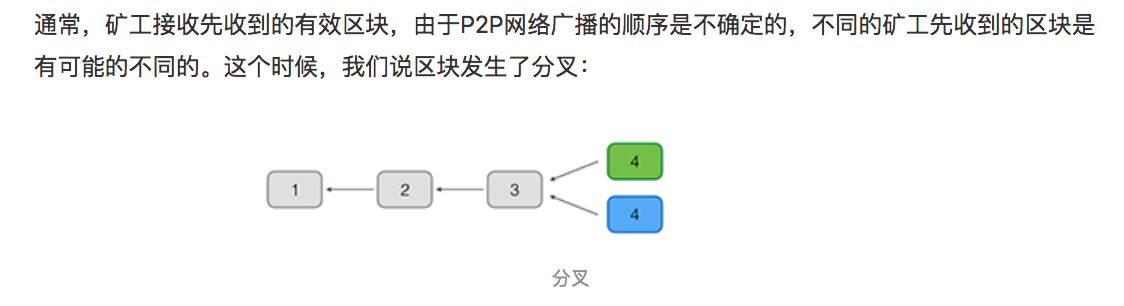 通常，矿工接收先收到的有效区块，由于P2P网络广播的顺序是不确定的，不同的矿工先收到的区块是
有可能的不同的。这个时候，我们说区块发生了分叉：
4
1 2 3
4
分叉